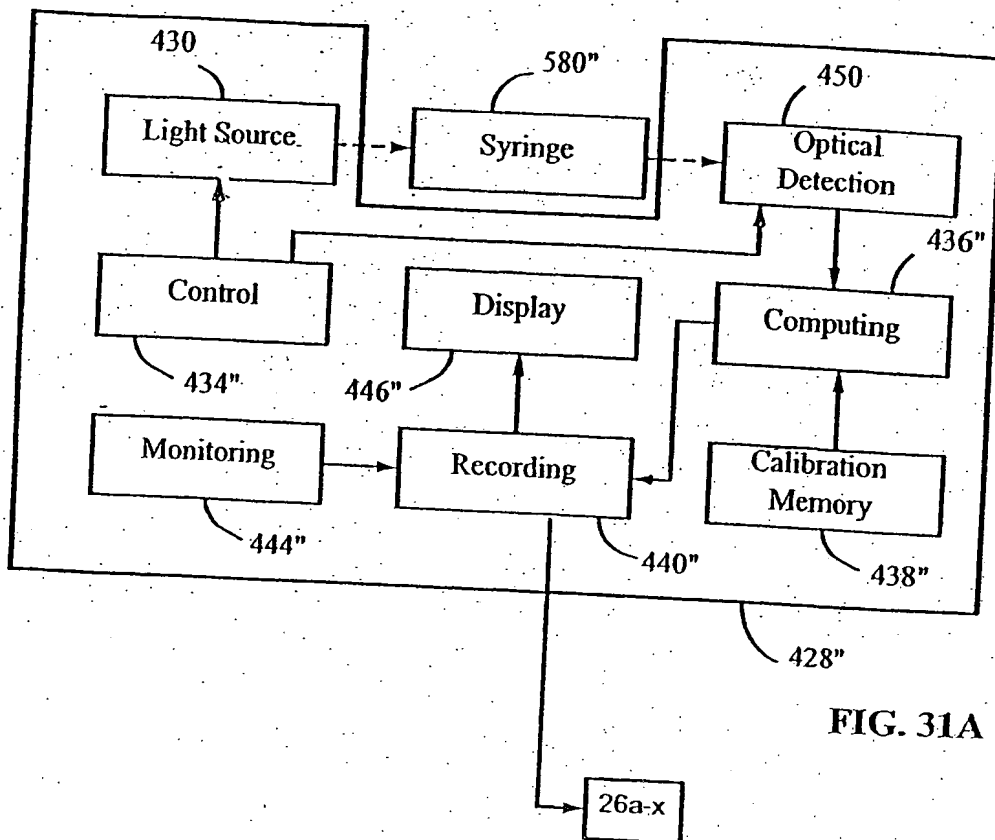 430
580"
450
Light Source
Syringe
Optical
Detection
436"
Control
Display
Computing
434"
446"
Monitoring
Recording
Calibration
Memory
444"
440"
438"
428"
FIG. 31A
26a-x